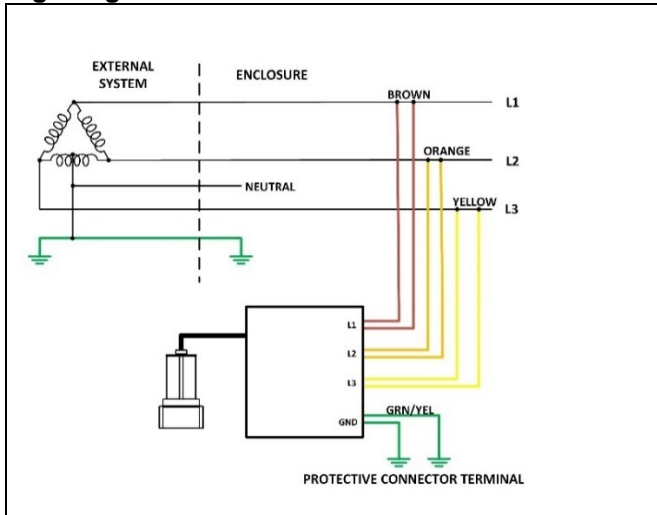 EXTERNAL
SYSTEM
ENCLOSURE
BROWN
L1
ORANGE
L2
NEUTRAL
YELLOW
L3
L1
L2
L3
GRN/YEL
GND
PROTECTIVE CONNECTOR TERMINAL